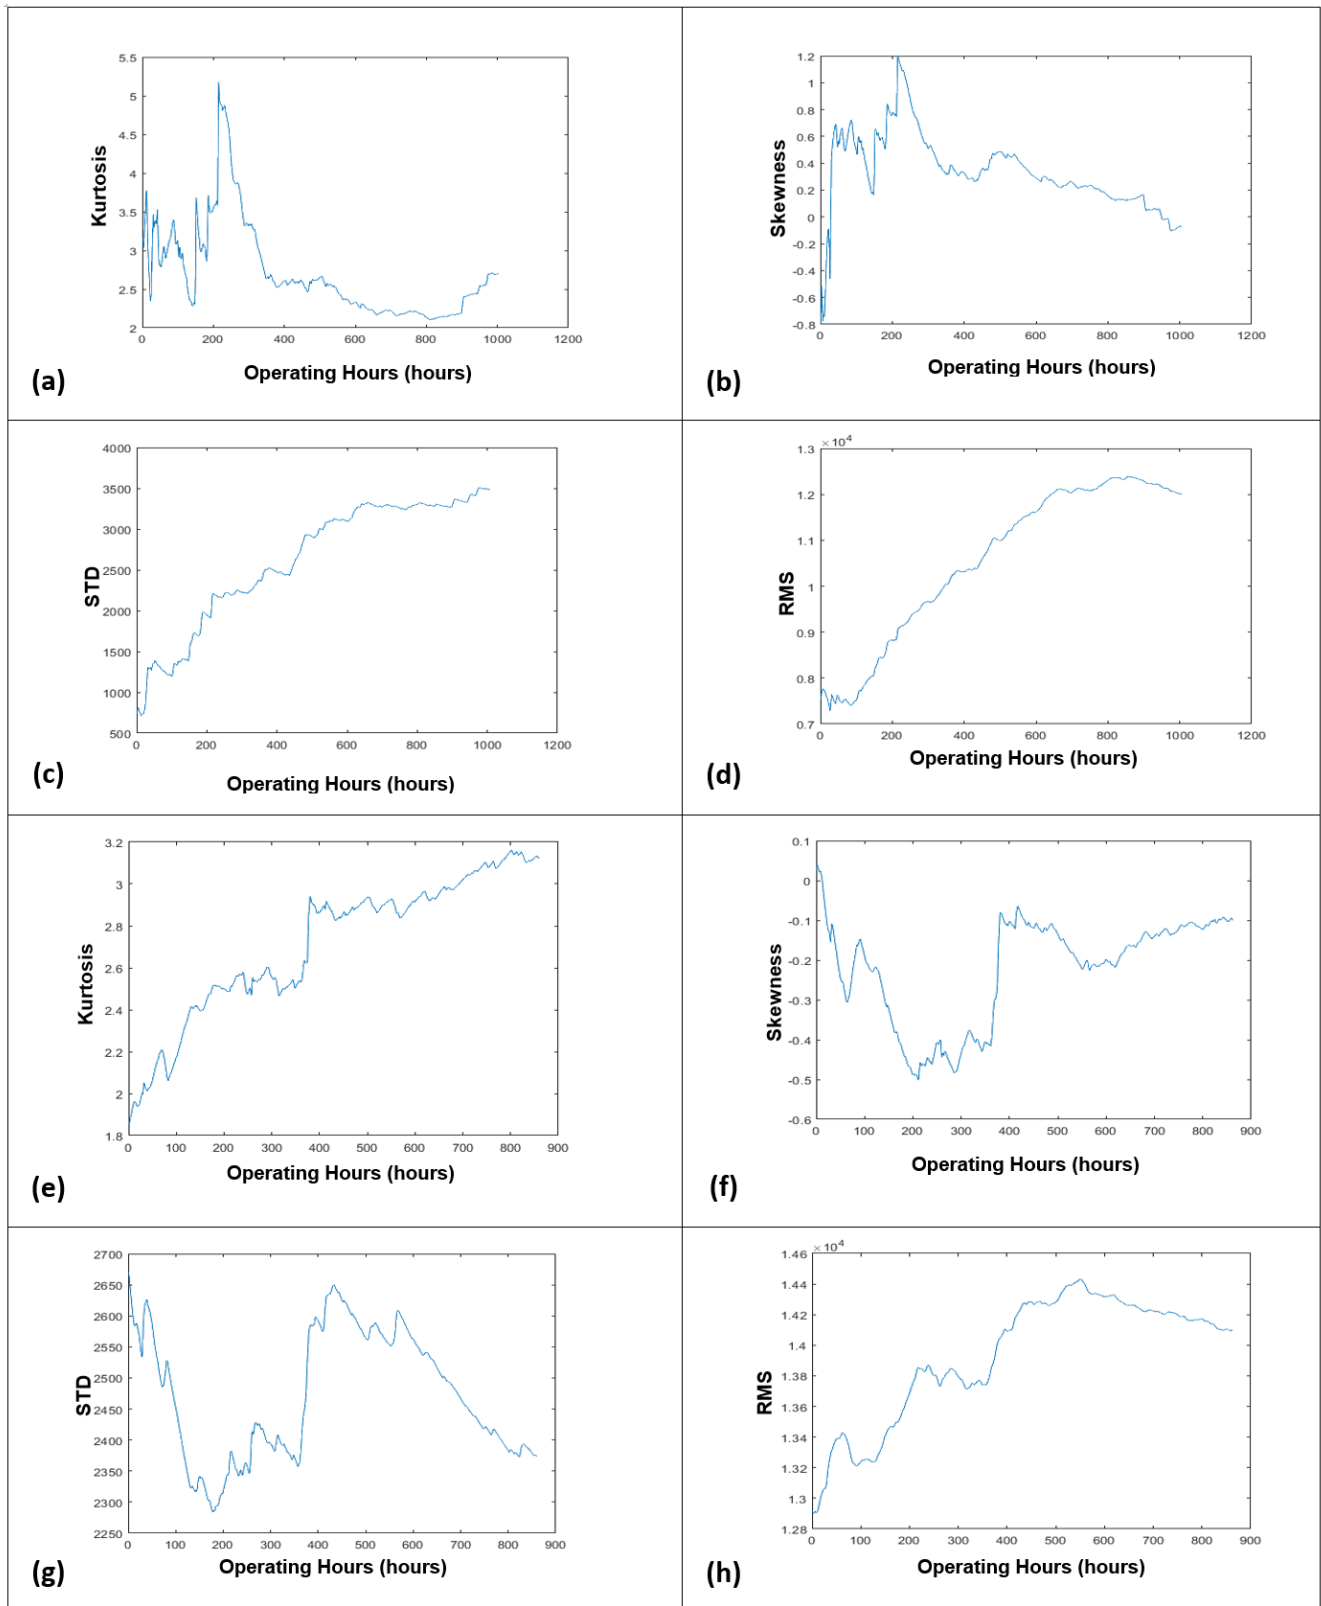 5.5
5
4.5
4
3.5
3
2.5
2
0 200 400 600 800 1000 1200
Kurtosis
Operating Hours (hours)
(a)
1.2
1
0.8
0.6
0.4
0.2
0
-0.2
-0.4
-0.6
-0.8
0 200 400 600 800 1000 1200
Skewness
Operating Hours (hours)
(b)
4000
3500
3000
2500
2000
1500
1000
500
0 200 400 600 800 1000 1200
STD
Operating Hours (hours)
(c)
× 10^4
1.3
1.2
1.1
1
0.9
0.8
0.7
0 200 400 600 800 1000 1200
RMS
Operating Hours (hours)
(d)
3.2
3
2.8
2.6
2.4
2.2
2
1.8
0 100 200 300 400 500 600 700 800 900
Kurtosis
Operating Hours (hours)
(e)
0.1
0
-0.1
-0.2
-0.3
-0.4
-0.5
-0.6
0 100 200 300 400 500 600 700 800 900
Skewness
Operating Hours (hours)
(f)
2700
2650
2600
2550
2500
2450
2400
2350
2300
2250
0 100 200 300 400 500 600 700 800 900
STD
Operating Hours (hours)
(g)
× 10^4
1.46
1.44
1.42
1.4
1.38
1.36
1.34
1.32
1.3
1.28
0 100 200 300 400 500 600 700 800 900
RMS
Operating Hours (hours)
(h)